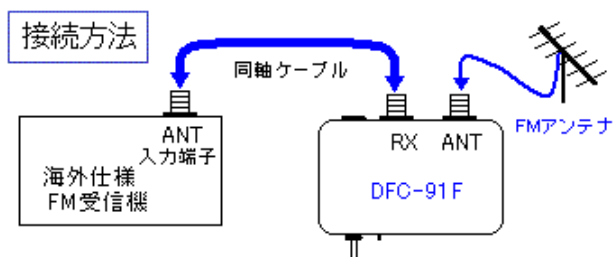 接続方法
同軸ケーブル
ANT
入力端子
海外仕様
FM受信機
RX ANT
DFC-91F
FMアンテナ